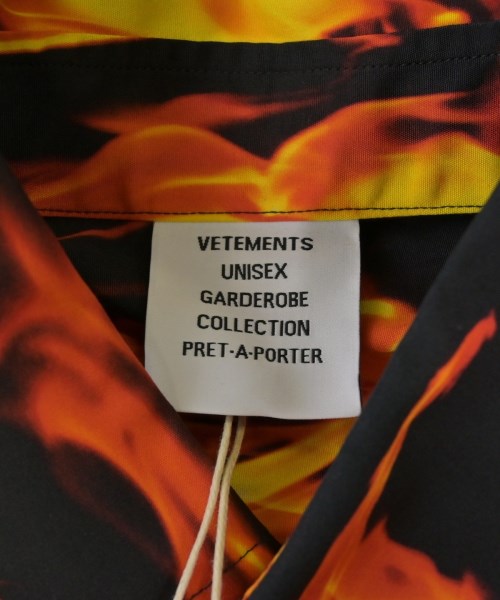 VETEMENTS
UNISEX
GARDEROBE
COLLECTION
PRET-A-PORTER